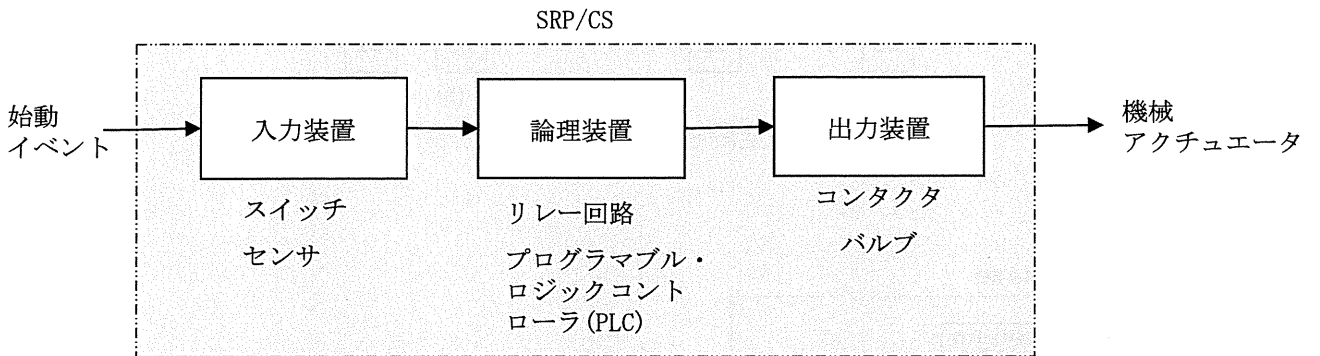 SRP/CS
始動
イベント
入力装置
論理装置
出力装置
機械
アクチュエータ
スイッチ
センサ
リレー回路
プログラマブル・
ロジックコント
ローラ(PLC)
コンタクタ
バルブ